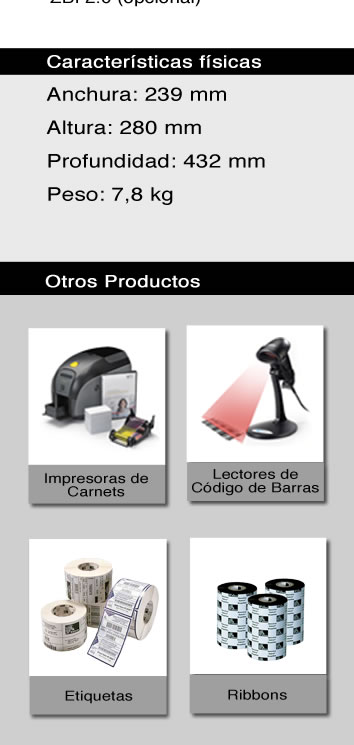 ZBI 2.0 (opcional)
Características físicas
Anchura: 239 mm
Altura: 280 mm
Profundidad: 432 mm
Peso: 7,8 kg
Otros Productos
Impresoras de
Carnets
Lectores de
Código de Barras
Etiquetas
Ribbons